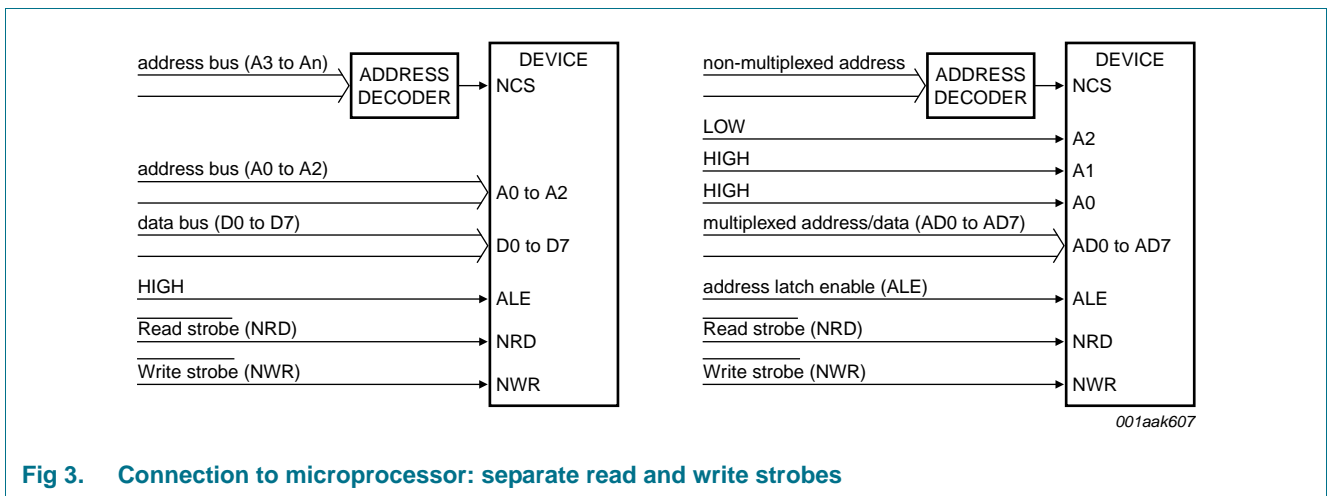 address bus (A3 to An)
ADDRESS
DECODER
DEVICE
NCS
address bus (A0 to A2)
A0 to A2
data bus (D0 to D7)
D0 to D7
HIGH
ALE
Read strobe (NRD)
NRD
Write strobe (NWR)
NWR
non-multiplexed address
ADDRESS
DECODER
DEVICE
NCS
LOW
A2
HIGH
A1
HIGH
A0
multiplexed address/data (AD0 to AD7)
AD0 to AD7
address latch enable (ALE)
ALE
Read strobe (NRD)
NRD
Write strobe (NWR)
NWR
001aak607
Fig 3. Connection to microprocessor: separate read and write strobes